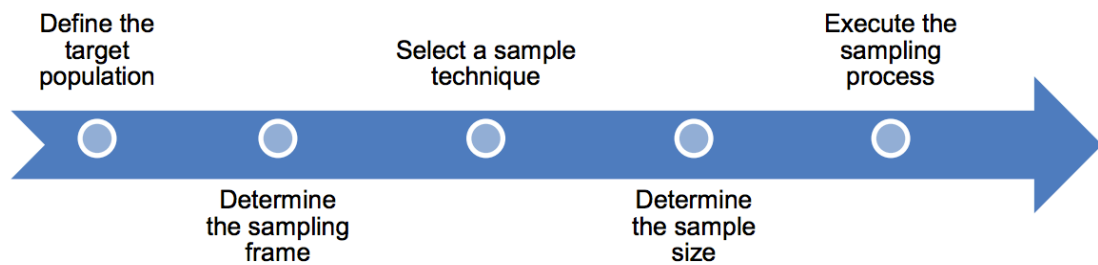 Define the
target
population
Determine
the sampling
frame
Select a sample
technique
Determine
the sample
size
Execute the
sampling
process